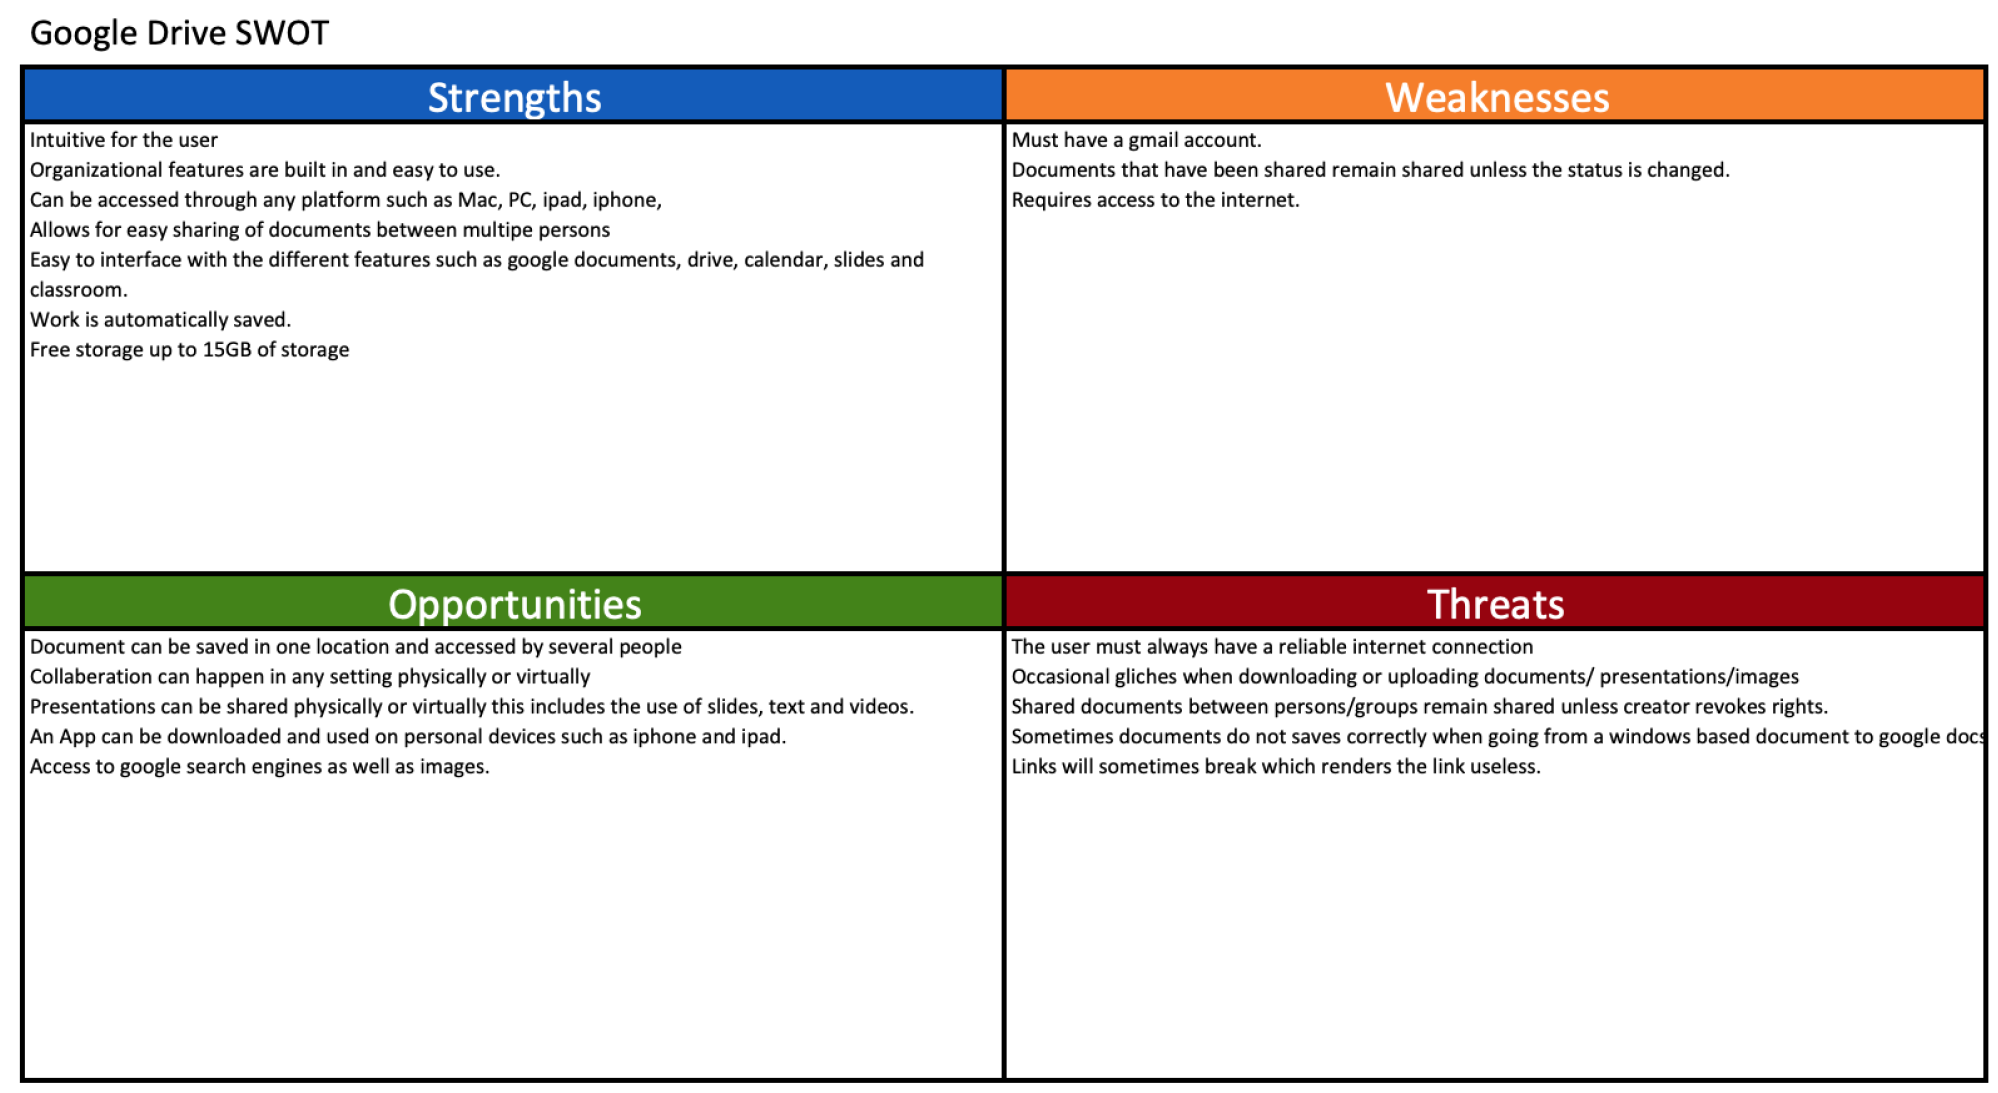 Google Drive SWOT
Strengths
Intuitive for the user
Organizational features are built in and easy to use.
Can be accessed through any platform such as Mac, PC, ipad, iphone,
Allows for easy sharing of documents between multipe persons
Easy to interface with the different features such as google documents, drive, calendar, slides and
classroom.
Work is automatically saved.
Free storage up to 15GB of storage
Weaknesses
Must have a gmail account.
Documents that have been shared remain shared unless the status is changed.
Requires access to the internet.
Opportunities
Document can be saved in one location and accessed by several people
Collaberation can happen in any setting physically or virtually
Presentations can be shared physically or virtually this includes the use of slides, text and videos.
An App can be downloaded and used on personal devices such as iphone and ipad.
Access to google search engines as well as images.
Threats
The user must always have a reliable internet connection
Occasional gliches when downloading or uploading documents/ presentations/images
Shared documents between persons/groups remain shared unless creator revokes rights.
Sometimes documents do not saves correctly when going from a windows based document to google docs
Links will sometimes break which renders the link useless.